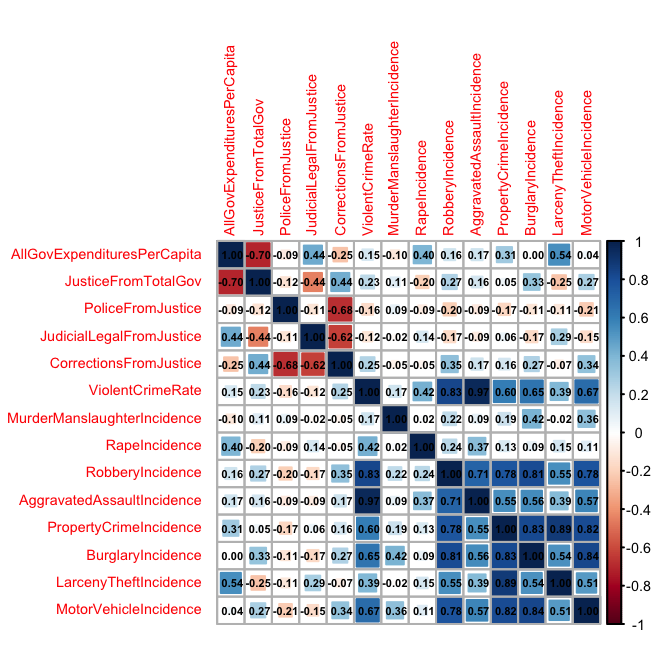 AllGovExpendituresPerCapita
JusticeFromTotalGov
PoliceFromJustice
JudicialLegalFromJustice
CorrectionsFromJustice
ViolentCrimeRate
MurderManslaughterIncidence
RapeIncidence
RobberyIncidence
AggravatedAssaultIncidence
PropertyCrimeIncidence
BurglaryIncidence
LarcenyTheftIncidence
MotorVehicleIncidence
AllGovExpendituresPerCapita 1.00 -0.70 -0.09 0.44 -0.25 0.15 -0.10 0.40 0.16 0.17 0.31 0.00 0.54 0.04
JusticeFromTotalGov -0.70 1.00 -0.12 -0.44 0.44 0.23 0.11 -0.20 0.27 0.16 0.05 0.33 -0.25 0.27
PoliceFromJustice -0.09 -0.12 1.00 -0.11 -0.68 -0.16 0.09 -0.09 -0.20 -0.09 -0.17 -0.11 -0.11 -0.21
JudicialLegalFromJustice 0.44 -0.44 -0.11 1.00 -0.62 -0.12 -0.02 0.14 -0.17 -0.09 0.06 -0.17 0.29 -0.15
CorrectionsFromJustice -0.25 0.44 -0.68 -0.62 1.00 0.25 -0.05 -0.05 0.35 0.17 0.16 0.27 -0.07 0.34
ViolentCrimeRate 0.15 0.23 -0.16 -0.12 0.25 1.00 0.17 0.42 0.83 0.97 0.60 0.65 0.39 0.67
MurderManslaughterIncidence -0.10 0.11 0.09 -0.02 -0.05 0.17 1.00 0.02 0.22 0.09 0.19 0.42 -0.02 0.36
RapeIncidence 0.40 -0.20 -0.09 0.14 -0.05 0.42 0.02 1.00 0.24 0.37 0.13 0.09 0.15 0.11
RobberyIncidence 0.16 0.27 -0.20 -0.17 0.35 0.83 0.22 0.24 1.00 0.71 0.78 0.81 0.55 0.78
AggravatedAssaultIncidence 0.17 0.16 -0.09 -0.09 0.17 0.97 0.09 0.37 0.71 1.00 0.55 0.56 0.39 0.57
PropertyCrimeIncidence 0.31 0.05 -0.17 0.06 0.16 0.60 0.19 0.13 0.78 0.55 1.00 0.83 0.89 0.82
BurglaryIncidence 0.00 0.33 -0.11 -0.17 0.27 0.65 0.42 0.09 0.81 0.56 0.83 1.00 0.54 0.84
LarcenyTheftIncidence 0.54 -0.25 -0.11 0.29 -0.07 0.39 -0.02 0.15 0.55 0.39 0.89 0.54 1.00 0.51
MotorVehicleIncidence 0.04 0.27 -0.21 -0.15 0.34 0.67 0.36 0.11 0.78 0.57 0.82 0.84 0.51 1.00
1
0.8
0.6
0.4
0.2
0
-0.2
-0.4
-0.6
-0.8
-1